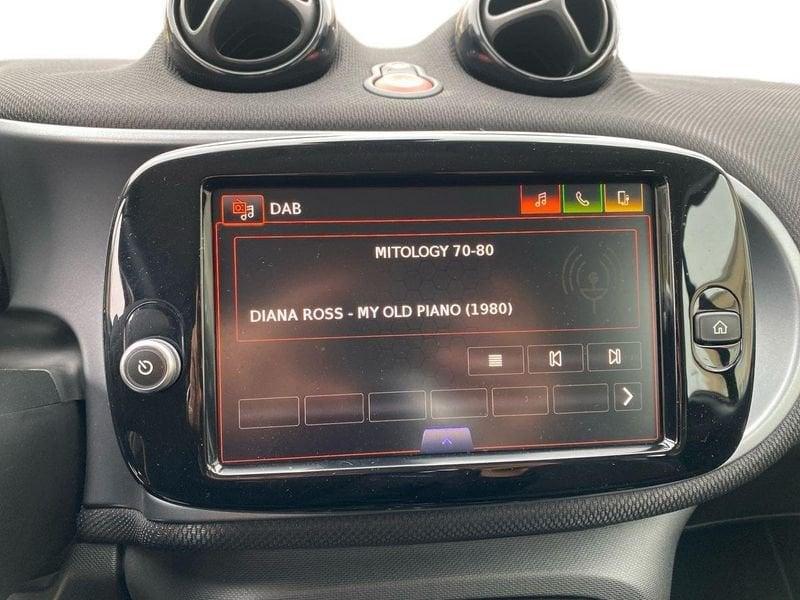 DAB
MITOLOGY 70-80
DIANA ROSS - MY OLD PIANO (1980)